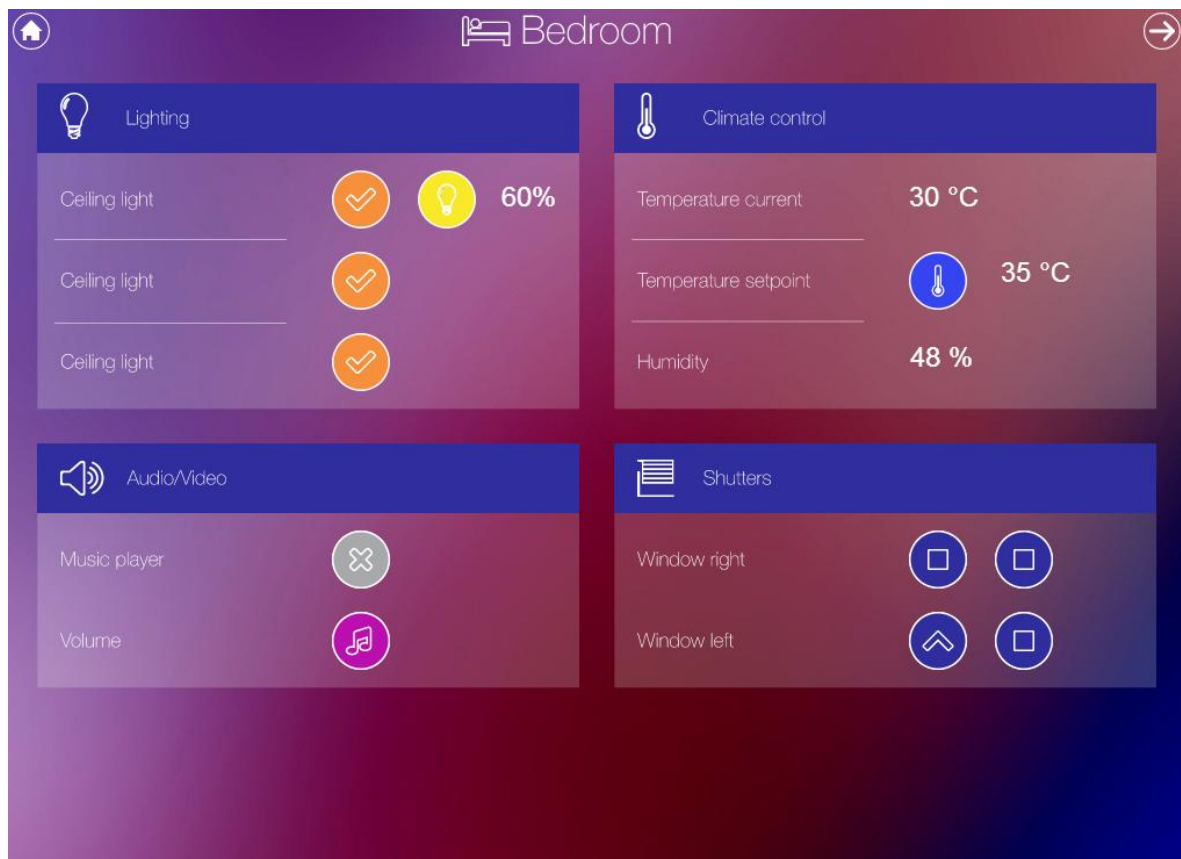 Bedroom
Lighting
Ceiling light 60%
Ceiling light
Ceiling light
Climate control
Temperature current 30 °C
Temperature setpoint 35 °C
Humidity 48 %
Audio/Video
Music player
Volume
Shutters
Window right
Window left